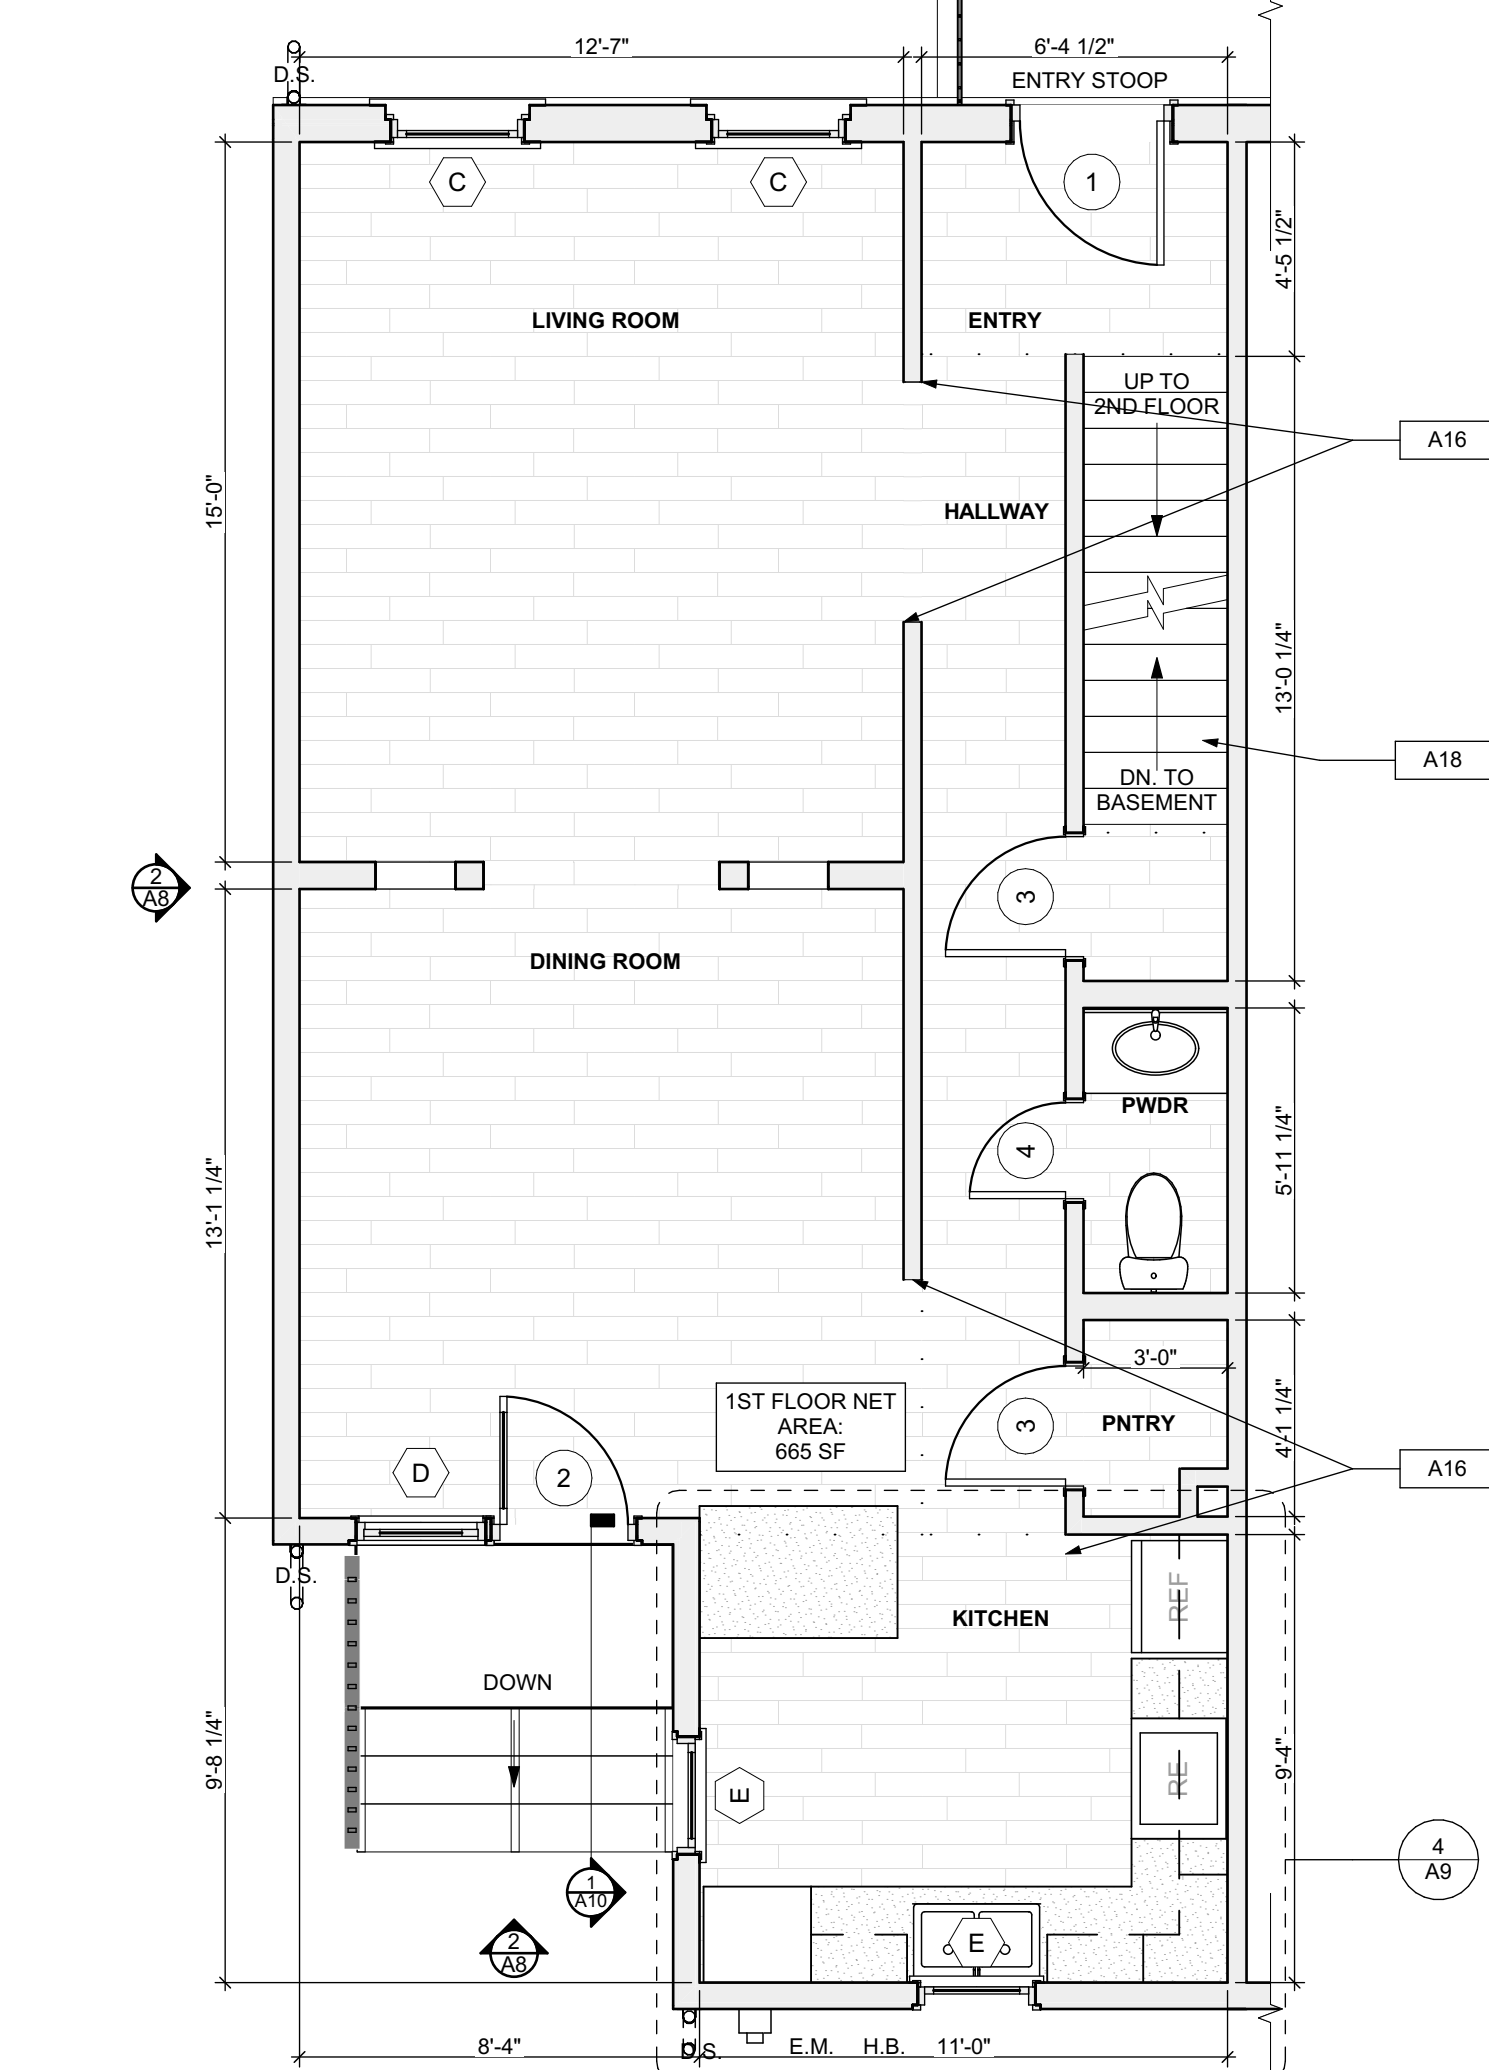 12'-7"
6'-4 1/2"
D.S.
ENTRY STOOP
C
C
1
4'-5 1/2"
LIVING ROOM
ENTRY
UP TO
2ND FLOOR
A16
15'-0"
HALLWAY
13'-0 1/4"
A18
DN. TO
BASEMENT
2
A8
3
DINING ROOM
PWDR
4
5'-11 1/4"
13'-1 1/4"
3'-0"
1ST FLOOR NET
AREA:
665 SF
3
PNTRY
4'-1 1/4"
D
2
A16
D.S.
REF
KITCHEN
DOWN
9'-8 1/4"
E
RE
9'-4"
4
A9
1
A10
2
A8
E
8'-4"
D.S.
E.M.
H.B.
11'-0"